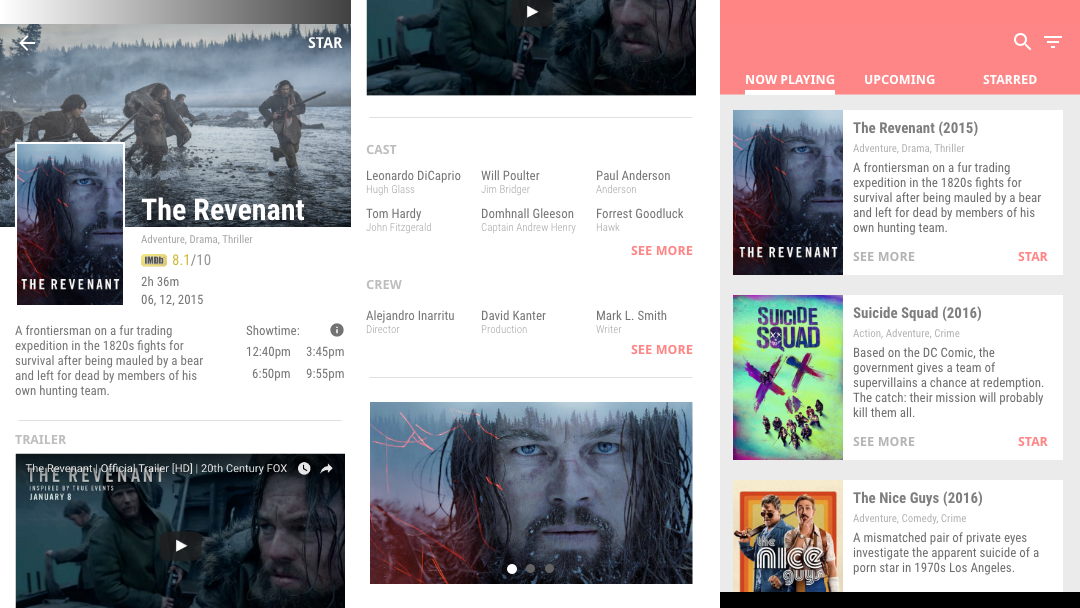 STAR
The Revenant
THE REVENANT
Adventure, Drama, Thriller
IMDb 8.1/10
2h 36m
06, 12, 2015
A frontiersman on a fur trading
expedition in the 1820s fights for
survival after being mauled by a bear
and left for dead by members of his
own hunting team.
Showtime:
12:40pm 3:45pm
6:50pm 9:55pm
TRAILER
The Revenant | Official Trailer [HD] | 20th Century FOX
THE REVENANT
INSPIRED BY TRUE EVENTS
JANUARY 8
CAST
Leonardo DiCaprio Will Poulter Paul Anderson
Hugh Glass Jim Bridger Anderson
Tom Hardy Domhnall Gleeson Forrest Goodluck
John Fitzgerald Captain Andrew Henry Hawk
SEE MORE
CREW
Alejandro Inarritu David Kanter Mark L. Smith
Director Production Writer
SEE MORE
NOW PLAYING UPCOMING STARRED
THE REVENANT
The Revenant (2015)
Adventure, Drama, Thriller
A frontiersman on a fur trading
expedition in the 1820s fights for
survival after being mauled by a bear
and left for dead by members of his
own hunting team.
SEE MORE STAR
SUICIDE
SQUAD
Suicide Squad (2016)
Action, Adventure, Crime
Based on the DC Comic, the
government gives a team of
supervillains a chance at redemption.
The catch: their mission will probably
kill them all.
SEE MORE STAR
the
nice
guys
The Nice Guys (2016)
Adventure, Comedy, Crime
A mismatched pair of private eyes
investigate the apparent suicide of a
porn star in 1970s Los Angeles.